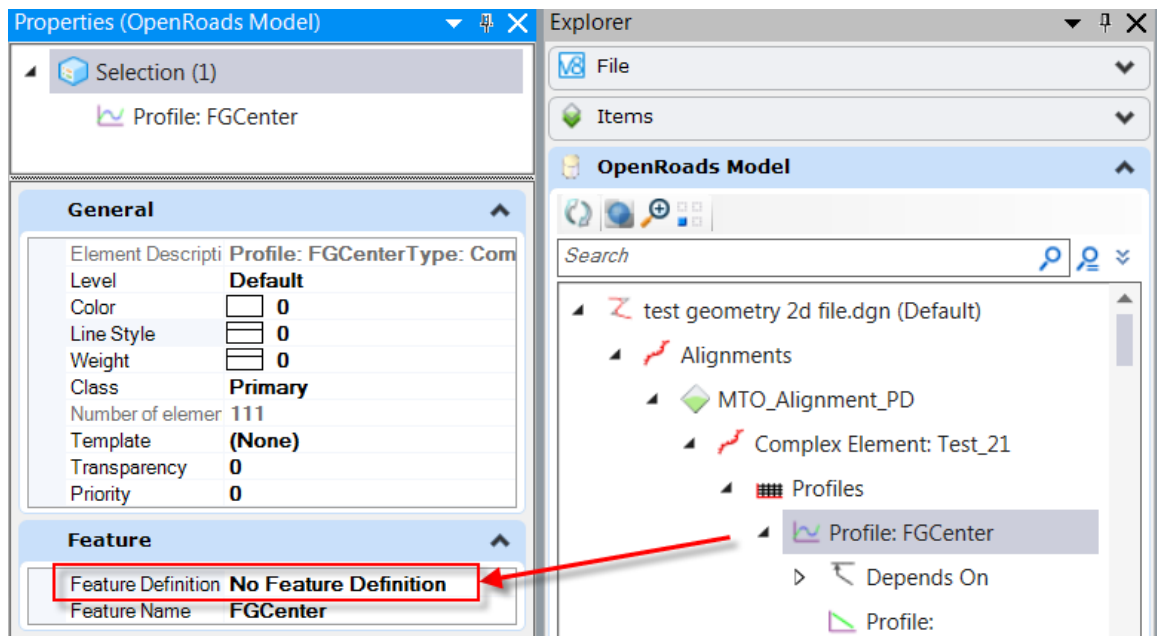 Properties (OpenRoads Model)
Selection (1)
Profile: FGCenter
General
Element Descripti Profile: FGCenterType: Com
Level Default
Color 0
Line Style 0
Weight 0
Class Primary
Number of elemer 111
Template (None)
Transparency 0
Priority 0
Feature
Feature Definition No Feature Definition
Feature Name FGCenter
Explorer
V8 File
Items
OpenRoads Model
Search
test geometry 2d file.dgn (Default)
Alignments
MTO_Alignment_PD
Complex Element: Test_21
Profiles
Profile: FGCenter
Depends On
Profile: